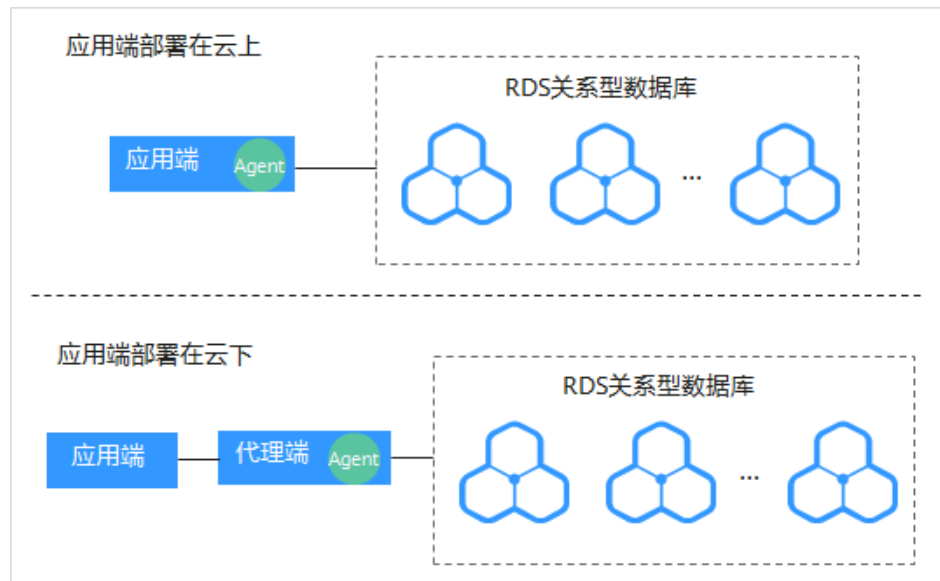 应用端部署在云上
RDS关系型数据库
应用端
Agent
...
应用端部署在云下
RDS关系型数据库
应用端
代理端
Agent
...